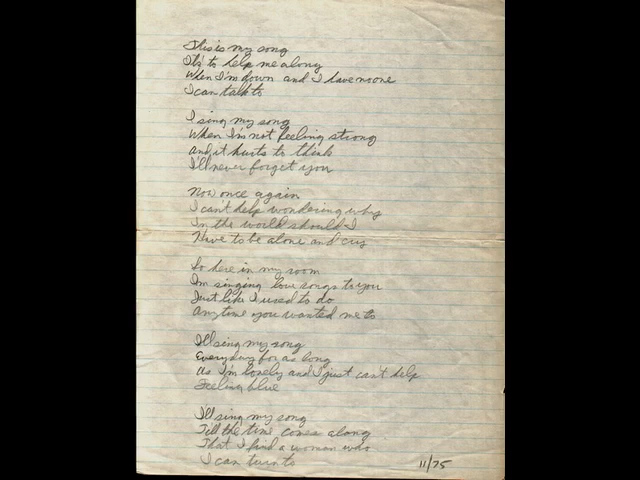 This is my song
It's to help me along
When I'm down and I have no one
I can talk to
I sing my song
When I'm not feeling strong
and it hurts to think
I'll never forget you
Now once again
I can't help wondering why
In the world should I
Have to be alone and cry
So here in my room
I'm singing love songs to you
Just like I used to do
Anytime you wanted me to
I'll sing my song
Everyday for as long
as I'm lonely and I just cast help
Feeling blue
I'll sing my song
Till the time comes along
That I find a woman who
I can turn to
11/75